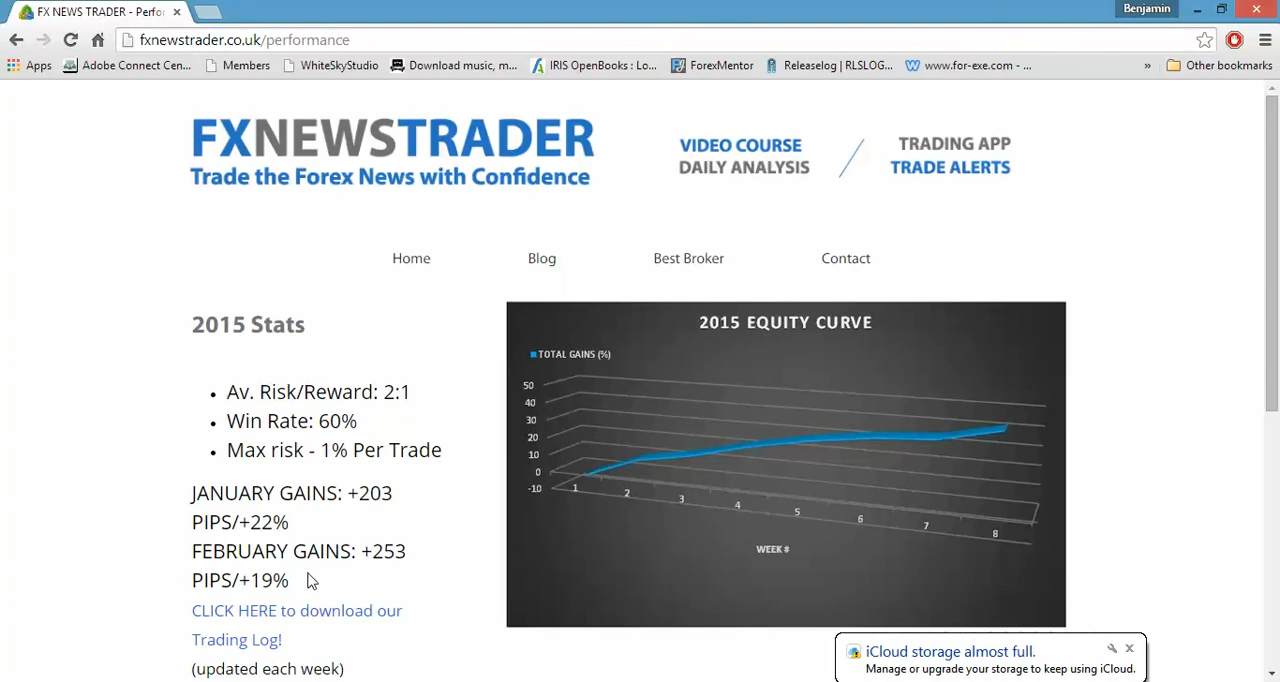 FX NEWS TRADER - Perfor
Benjamin
fxnewstrader.co.uk/performance
Apps
Adobe Connect Cen...
Members
WhiteSkyStudio
Download music, m...
IRIS OpenBooks : Lo...
ForexMentor
Releaselog | RLSLOG...
www.for-exe.com - ...
»
Other bookmarks
FXNEWSTRADER
Trade the Forex News with Confidence
VIDEO COURSE
DAILY ANALYSIS
TRADING APP
TRADE ALERTS
Home
Blog
Best Broker
Contact
2015 Stats
• Av. Risk/Reward: 2:1
• Win Rate: 60%
• Max risk - 1% Per Trade
JANUARY GAINS: +203
PIPS/+22%
FEBRUARY GAINS: +253
PIPS/+19%
CLICK HERE to download our
Trading Log!
(updated each week)
2015 EQUITY CURVE
TOTAL GAINS (%)
50
40
30
20
10
0
-10
1
2
3
4
5
6
7
8
WEEK #
iCloud storage almost full.
Manage or upgrade your storage to keep using iCloud.